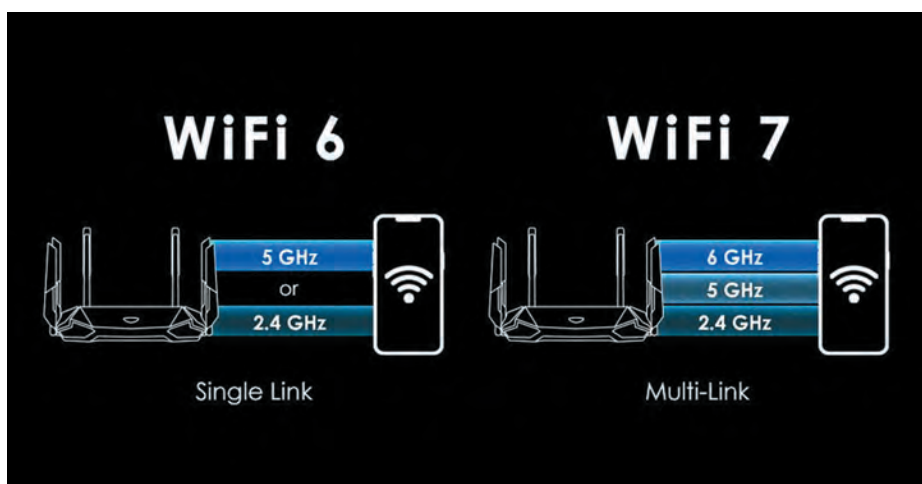 WiFi 6
5 GHz
or
2.4 GHz
Single Link
WiFi 7
6 GHz
5 GHz
2.4 GHz
Multi-Link